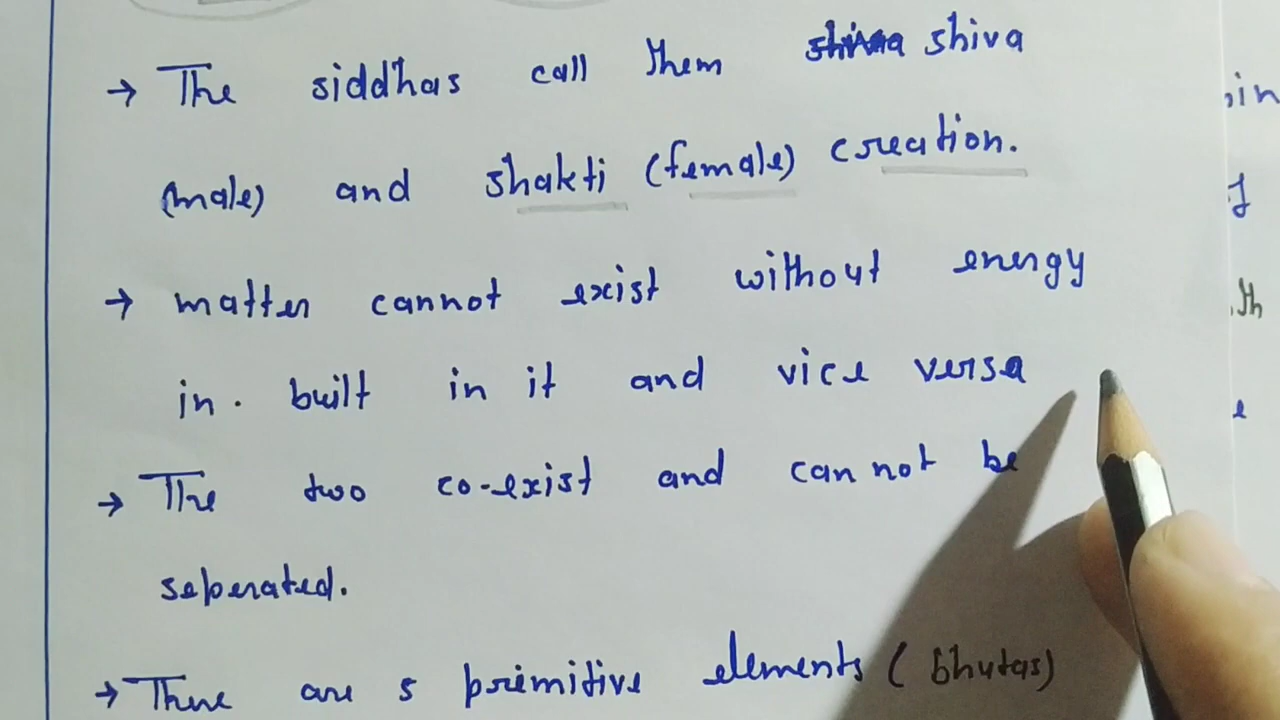 → The siddhas call them shiva
(male) and shakti (female) creation.
→ matter cannot exist without energy
in. built in it and vice versa
→ The two co-exist and can not be
seperated.
→ There are 5 primitive elements (bhutas)